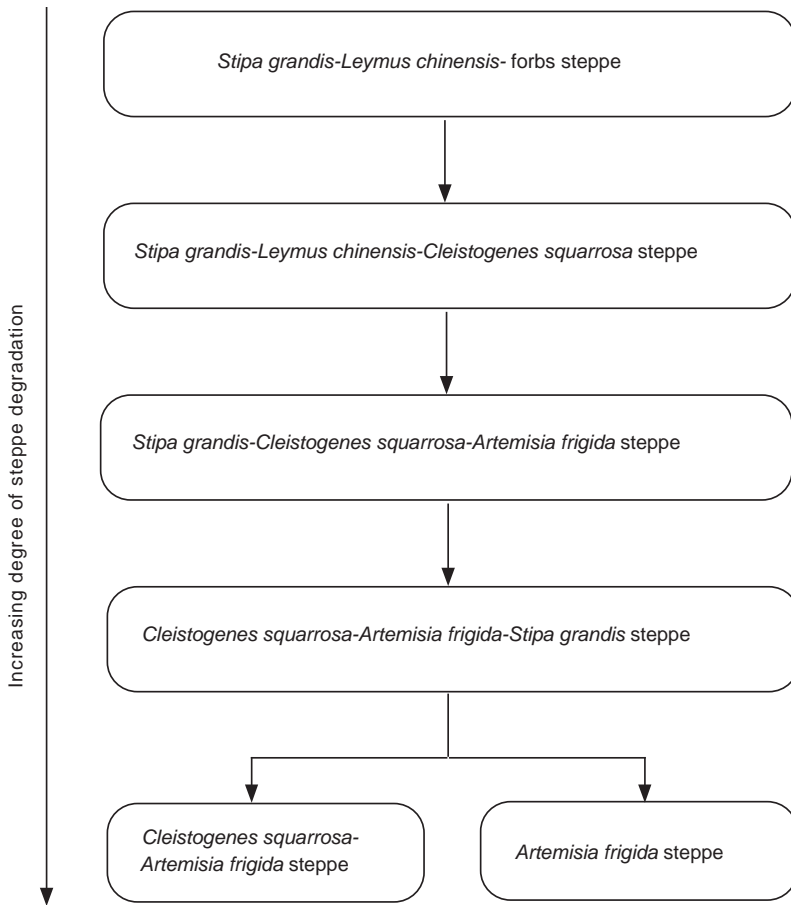 Increasing degree of steppe degradation
Stipa grandis-Leymus chinensis- forbs steppe
Stipa grandis-Leymus chinensis-Cleistogenes squarrosa steppe
Stipa grandis-Cleistogenes squarrosa-Artemisia frigida steppe
Cleistogenes squarrosa-Artemisia frigida-Stipa grandis steppe
Cleistogenes squarrosa-
Artemisia frigida steppe
Artemisia frigida steppe